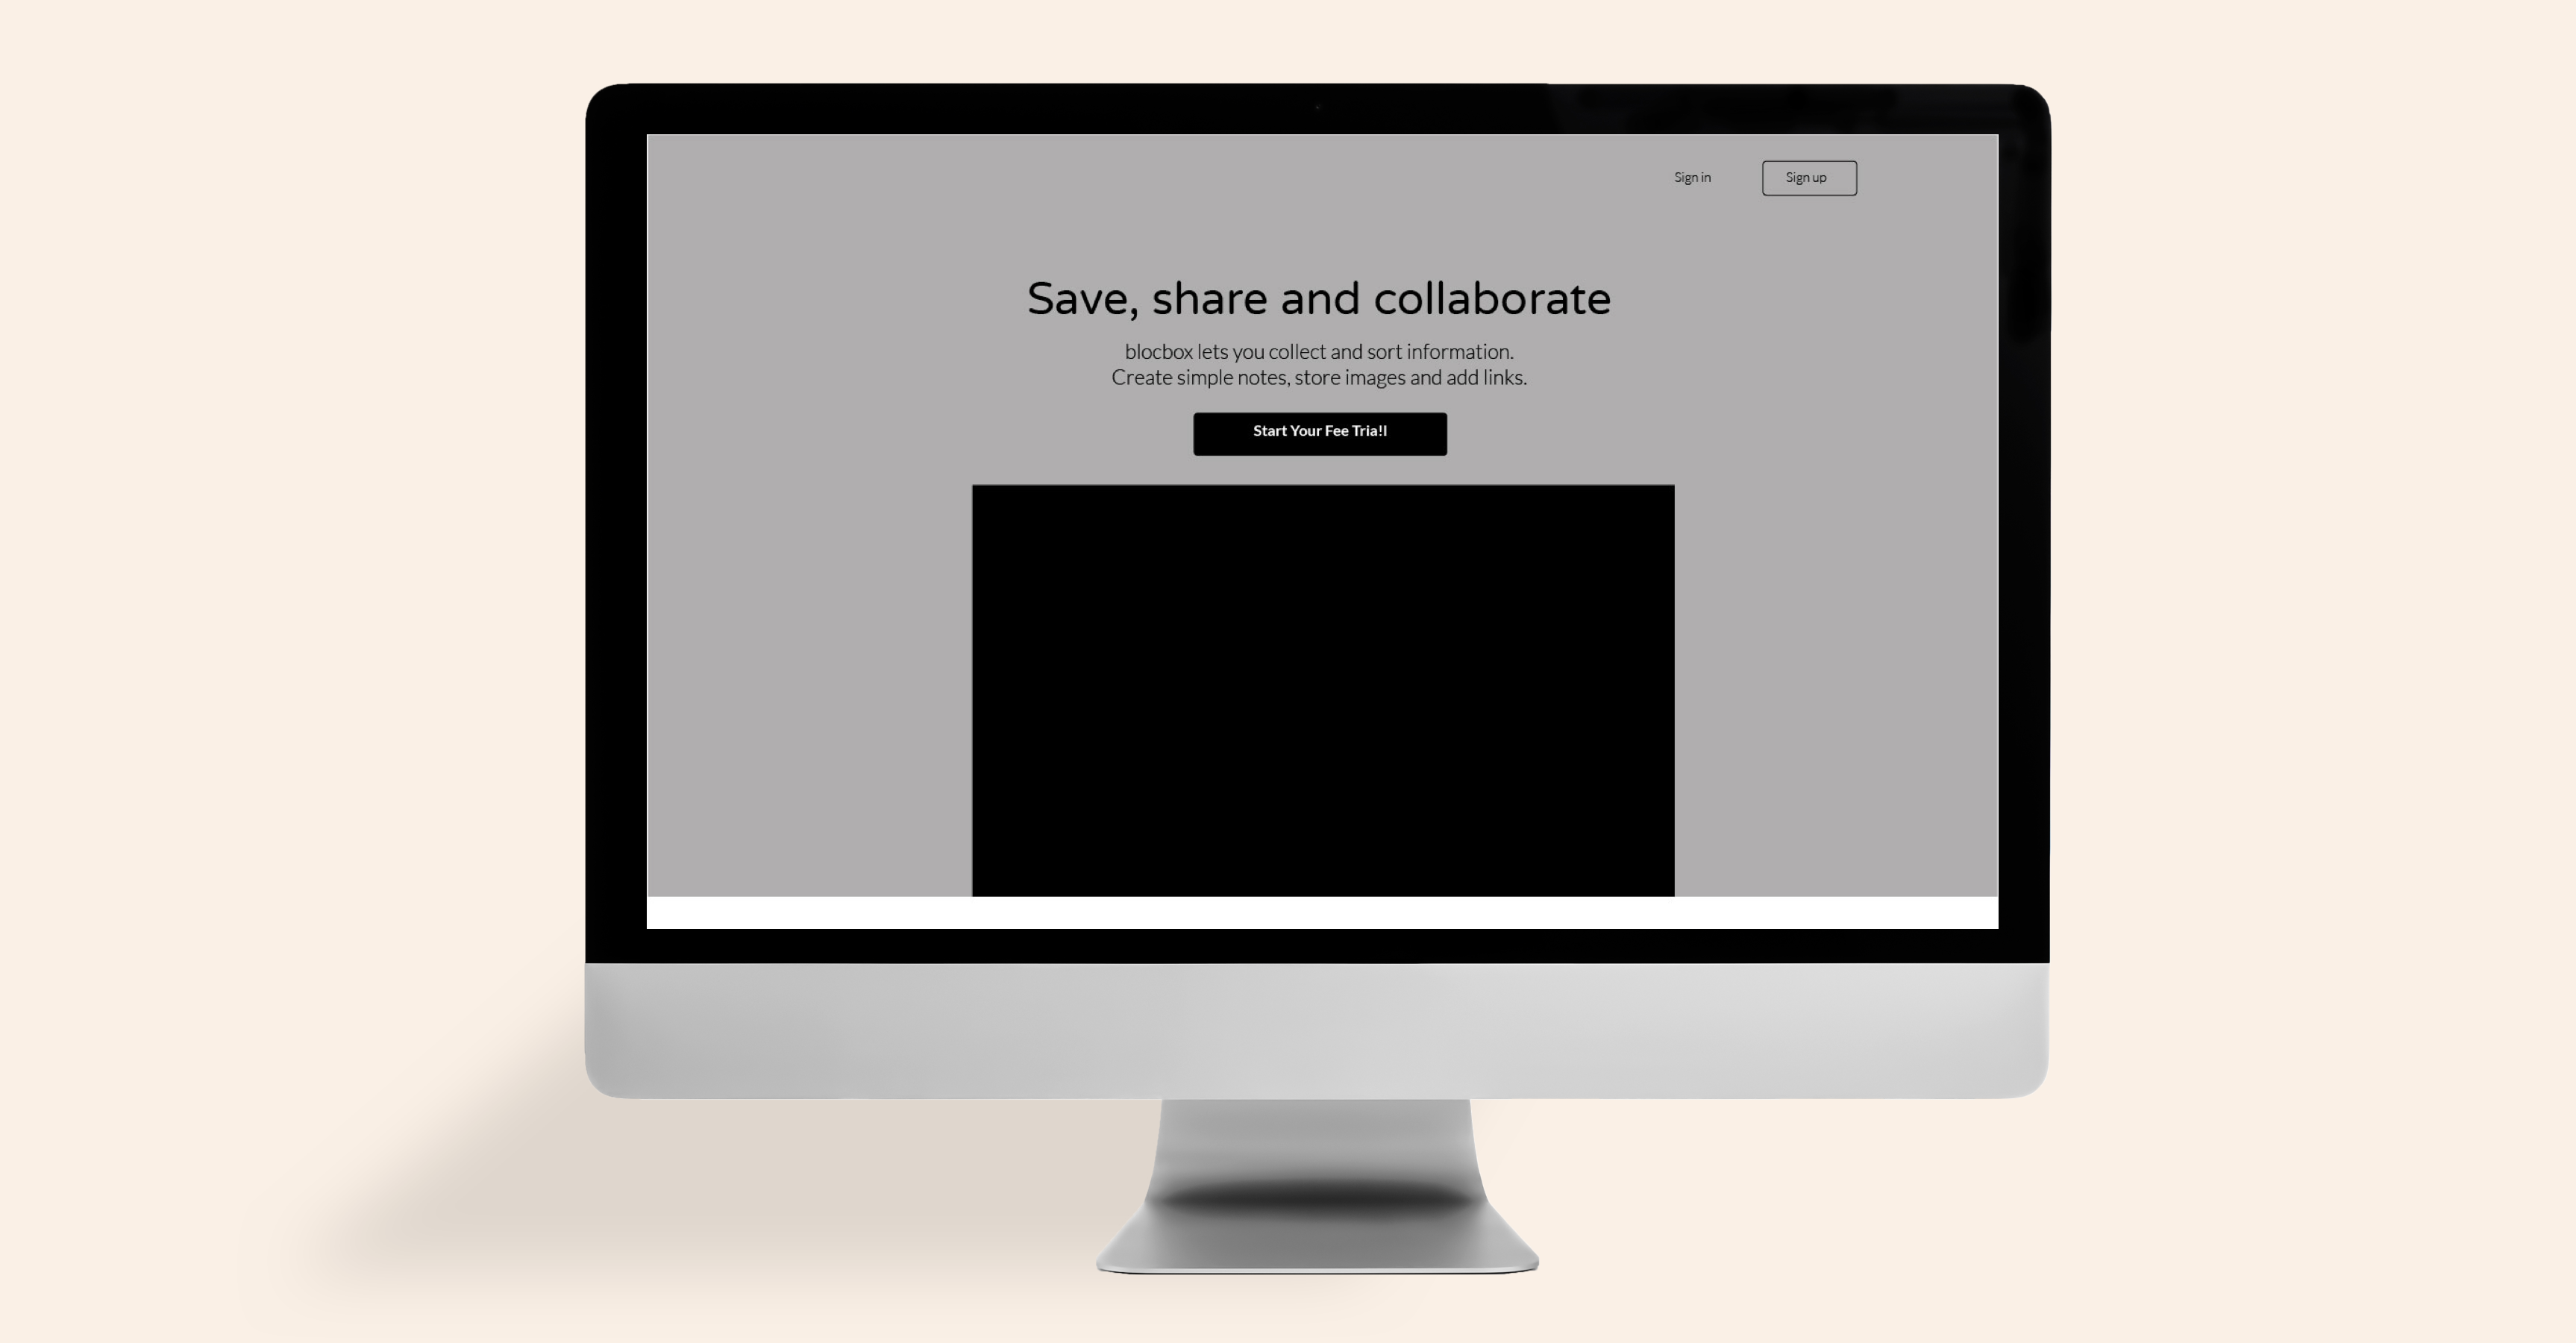 Sign in
Sign up
Save, share and collaborate
blocbox lets you collect and sort information.
Create simple notes, store images and add links.
Start Your Fee Tria!l